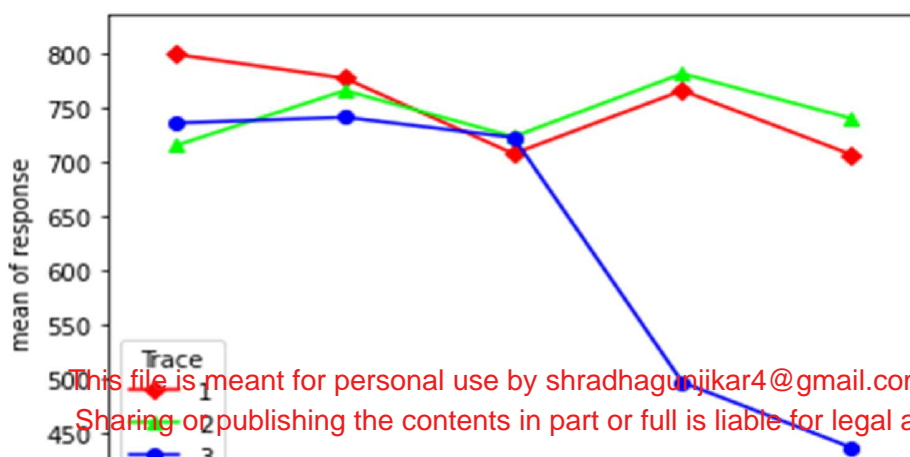 800
750
700
650
600
550
500
450
mean of response
Trace
1
2
3
This file is meant for personal use by shradhagunjikar4@gmail.com
Sharing or publishing the contents in part or full is liable for legal a